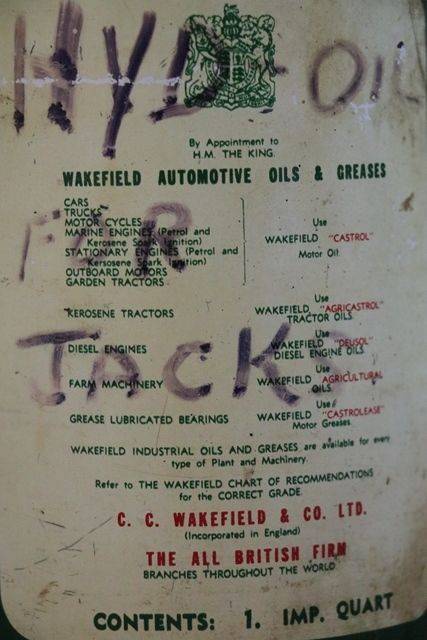 HYD-OIL
By Appointment to
H.M. THE KING.
WAKEFIELD AUTOMOTIVE OILS & GREASES
CARS
TRUCKS
MOTOR CYCLES
MARINE ENGINES (Petrol and
Kerosene Spark Ignition)
STATIONARY ENGINES (Petrol and
Kersosene Spark Ignition)
OUTBOARD MOTORS
GARDEN TRACTORS
Use
WAKEFIELD "CASTROL"
Motor Oil
FOR
KEROSENE TRACTORS
Use
WAKEFIELD "AGRICASTROL"
TRACTOR OILS
DIESEL ENGINES
Use
WAKEFIELD "DEUSOL"
DIESEL ENGINE OILS
JACK.
FARM MACHINERY
Use
WAKEFIELD AGRICULTURAL
OILS
GREASE LUBRICATED BEARINGS
Use
WAKEFIELD "CASTROLEASE"
Motor Greases
WAKEFIELD INDUSTRIAL OILS AND GREASES are available for every
type of Plant and Machinery.
Refer to THE WAKEFIELD CHART OF RECOMMENDATIONS
for the CORRECT GRADE
C. C. WAKEFIELD & CO. LTD.
(Incorporated in England)
THE ALL BRITISH FIRM
BRANCHES THROUGHOUT THE WORLD
CONTENTS: 1. IMP. QUART